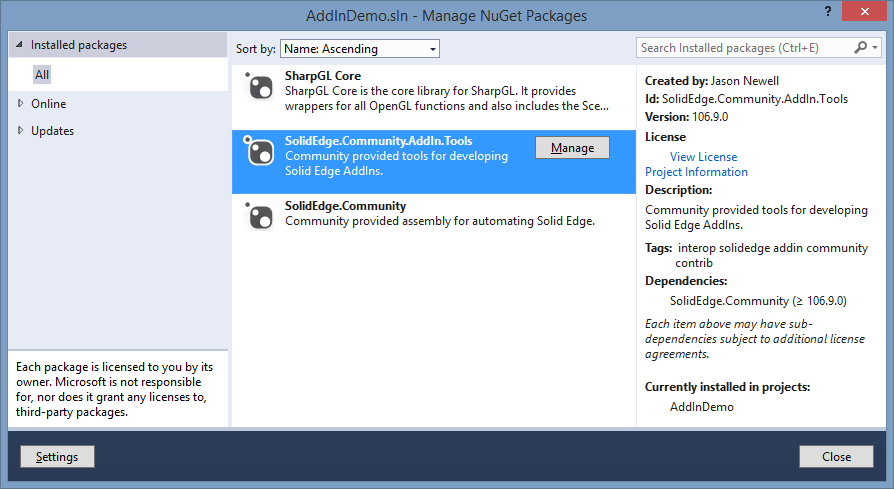 AddInDemo.sln - Manage NuGet Packages
?
Installed packages
All
Online
Updates
Each package is licensed to you by its
owner. Microsoft is not responsible
for, nor does it grant any licenses to,
third-party packages.
Sort by:
Name: Ascending
SharpGL Core
SharpGL Core is the core library for SharpGL. It provides
wrappers for all OpenGL functions and also includes the Sce...
SolidEdge.Community.AddIn.Tools
Community provided tools for developing
Solid Edge AddIns.
Manage
SolidEdge.Community
Community provided assembly for automating Solid Edge.
Search Installed packages (Ctrl+E)
Created by: Jason Newell
Id: SolidEdge.Community.AddIn.Tools
Version: 106.9.0
License
View License
Project Information
Description:
Community provided tools for developing
Solid Edge AddIns.
Tags: interop solidedge addin community
contrib
Dependencies:
SolidEdge.Community (≥ 106.9.0)
Each item above may have sub-
dependencies subject to additional license
agreements.
Currently installed in projects:
AddInDemo
Settings
Close